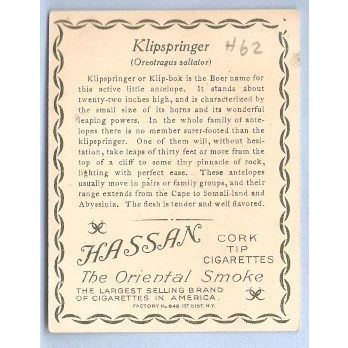 Klipspringer
H62
(Oreotragus saltator)
Klipspringer or Klip-bok is the Boer name for
this active little antelope. It stands about
twenty-two inches high, and is characterized by
the small size of its horns and its wonderful
leaping powers. In the whole family of ante-
lopes there is no member surer-footed than the
klipspringer. One of them will, without hesi-
tation, take leaps of thirty feet or more from the
top of a cliff to some tiny pinnacle of rock,
lighting with perfect ease. These antelopes
usually move in pairs or family groups, and their
range extends from the Cape to Somali-land and
Abyssinia. The flesh is tender and well flavored.
HASSAN
CORK
TIP
CIGARETTES
The Oriental Smoke
THE LARGEST SELLING BRAND
OF CIGARETTES IN AMERICA.
FACTORY No. 649 1ST DIST. N.Y.